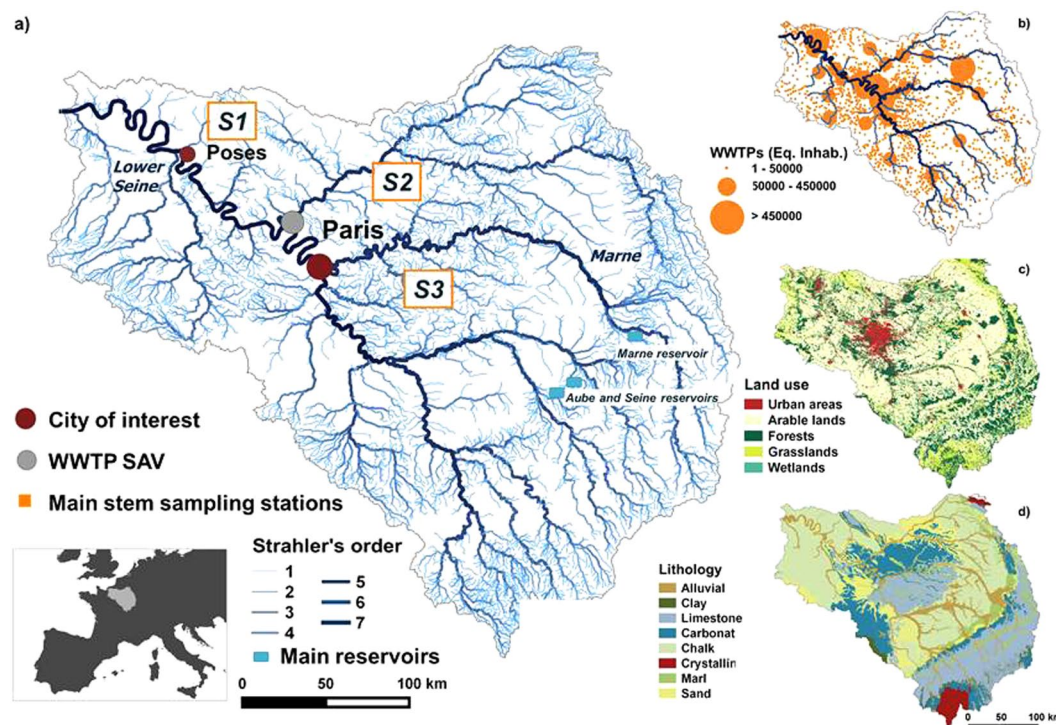 a)
S1
Poses
Lower
Seine
S2
Paris
Marne
S3
Marne reservoir
Aube and Seine reservoirs
City of interest
WWTP SAV
Main stem sampling stations
Strahler's order
1
2
3
4
5
6
7
Main reservoirs
0 50 100 km
b)
WWTPs (Eq. Inhab.)
1 - 50000
50000 - 450000
> 450000
c)
Land use
Urban areas
Arable lands
Forests
Grasslands
Wetlands
d)
Lithology
Alluvial
Clay
Limestone
Carbonat
Chalk
Crystallin
Marl
Sand
0 50 100 km